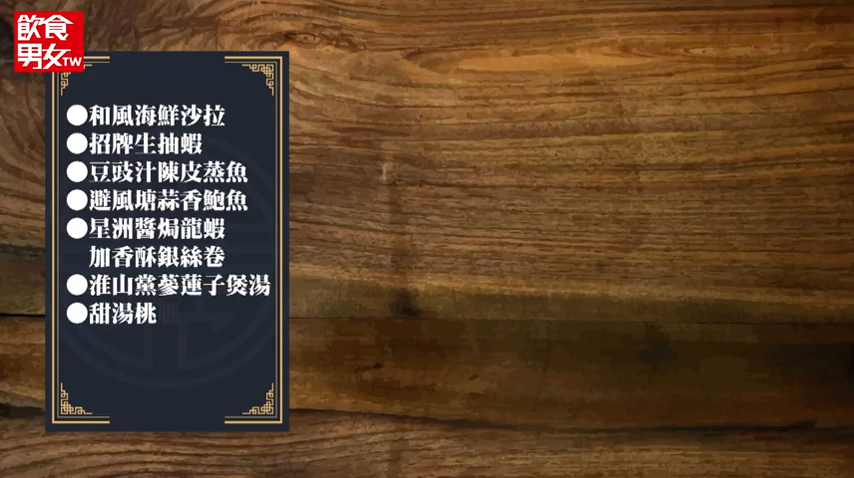 飲食
男女TW
●和風海鮮沙拉
●招牌生抽蝦
●豆豉汁陳皮蒸魚
●避風塘蒜香鮑魚
●星洲醬焗龍蝦
加香酥銀絲卷
●淮山黨蔘蓮子煲湯
●甜湯桃